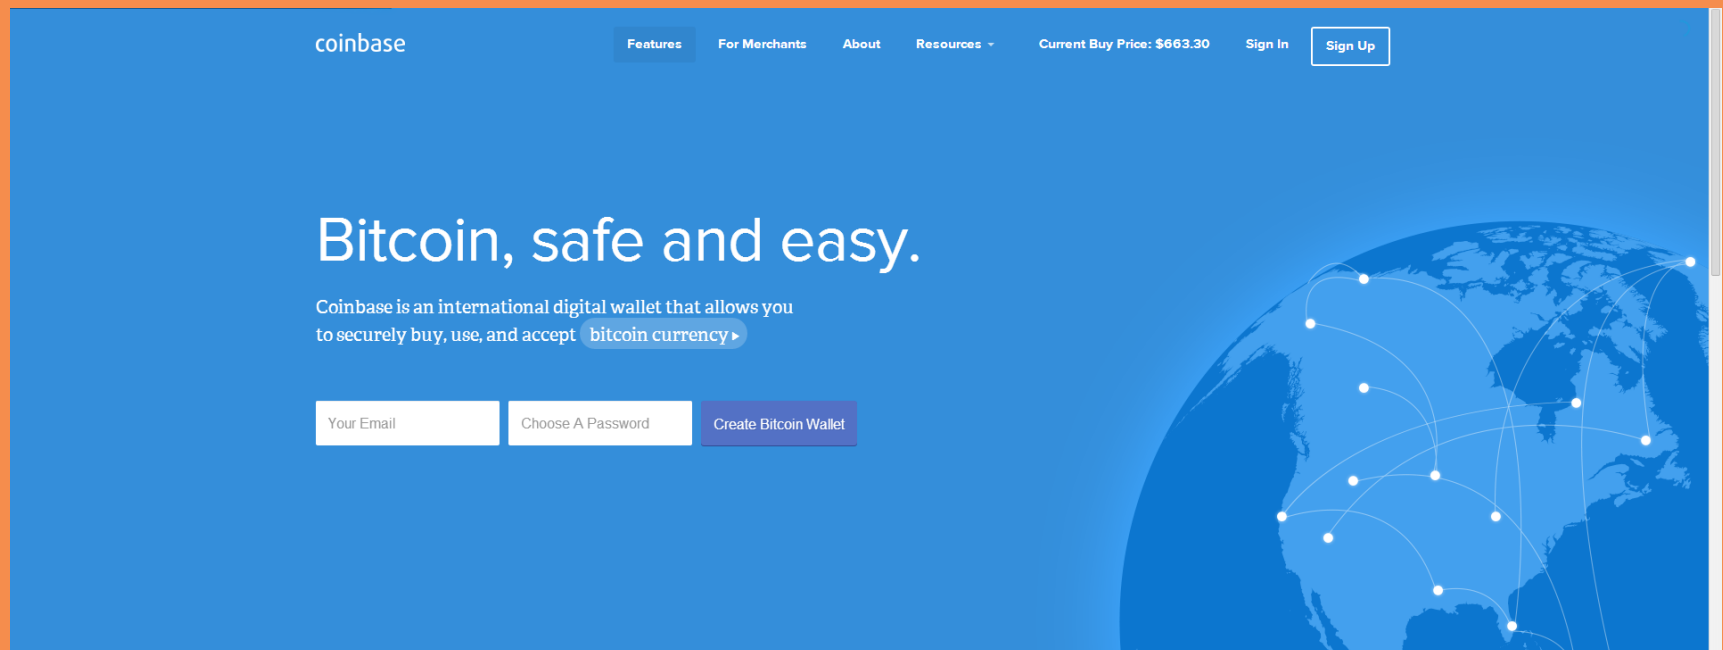 coinbase
Features For Merchants About Resources Current Buy Price: $663.30 Sign In Sign Up
Bitcoin, safe and easy.
Coinbase is an international digital wallet that allows you
to securely buy, use, and accept bitcoin currency
Your Email Choose A Password Create Bitcoin Wallet